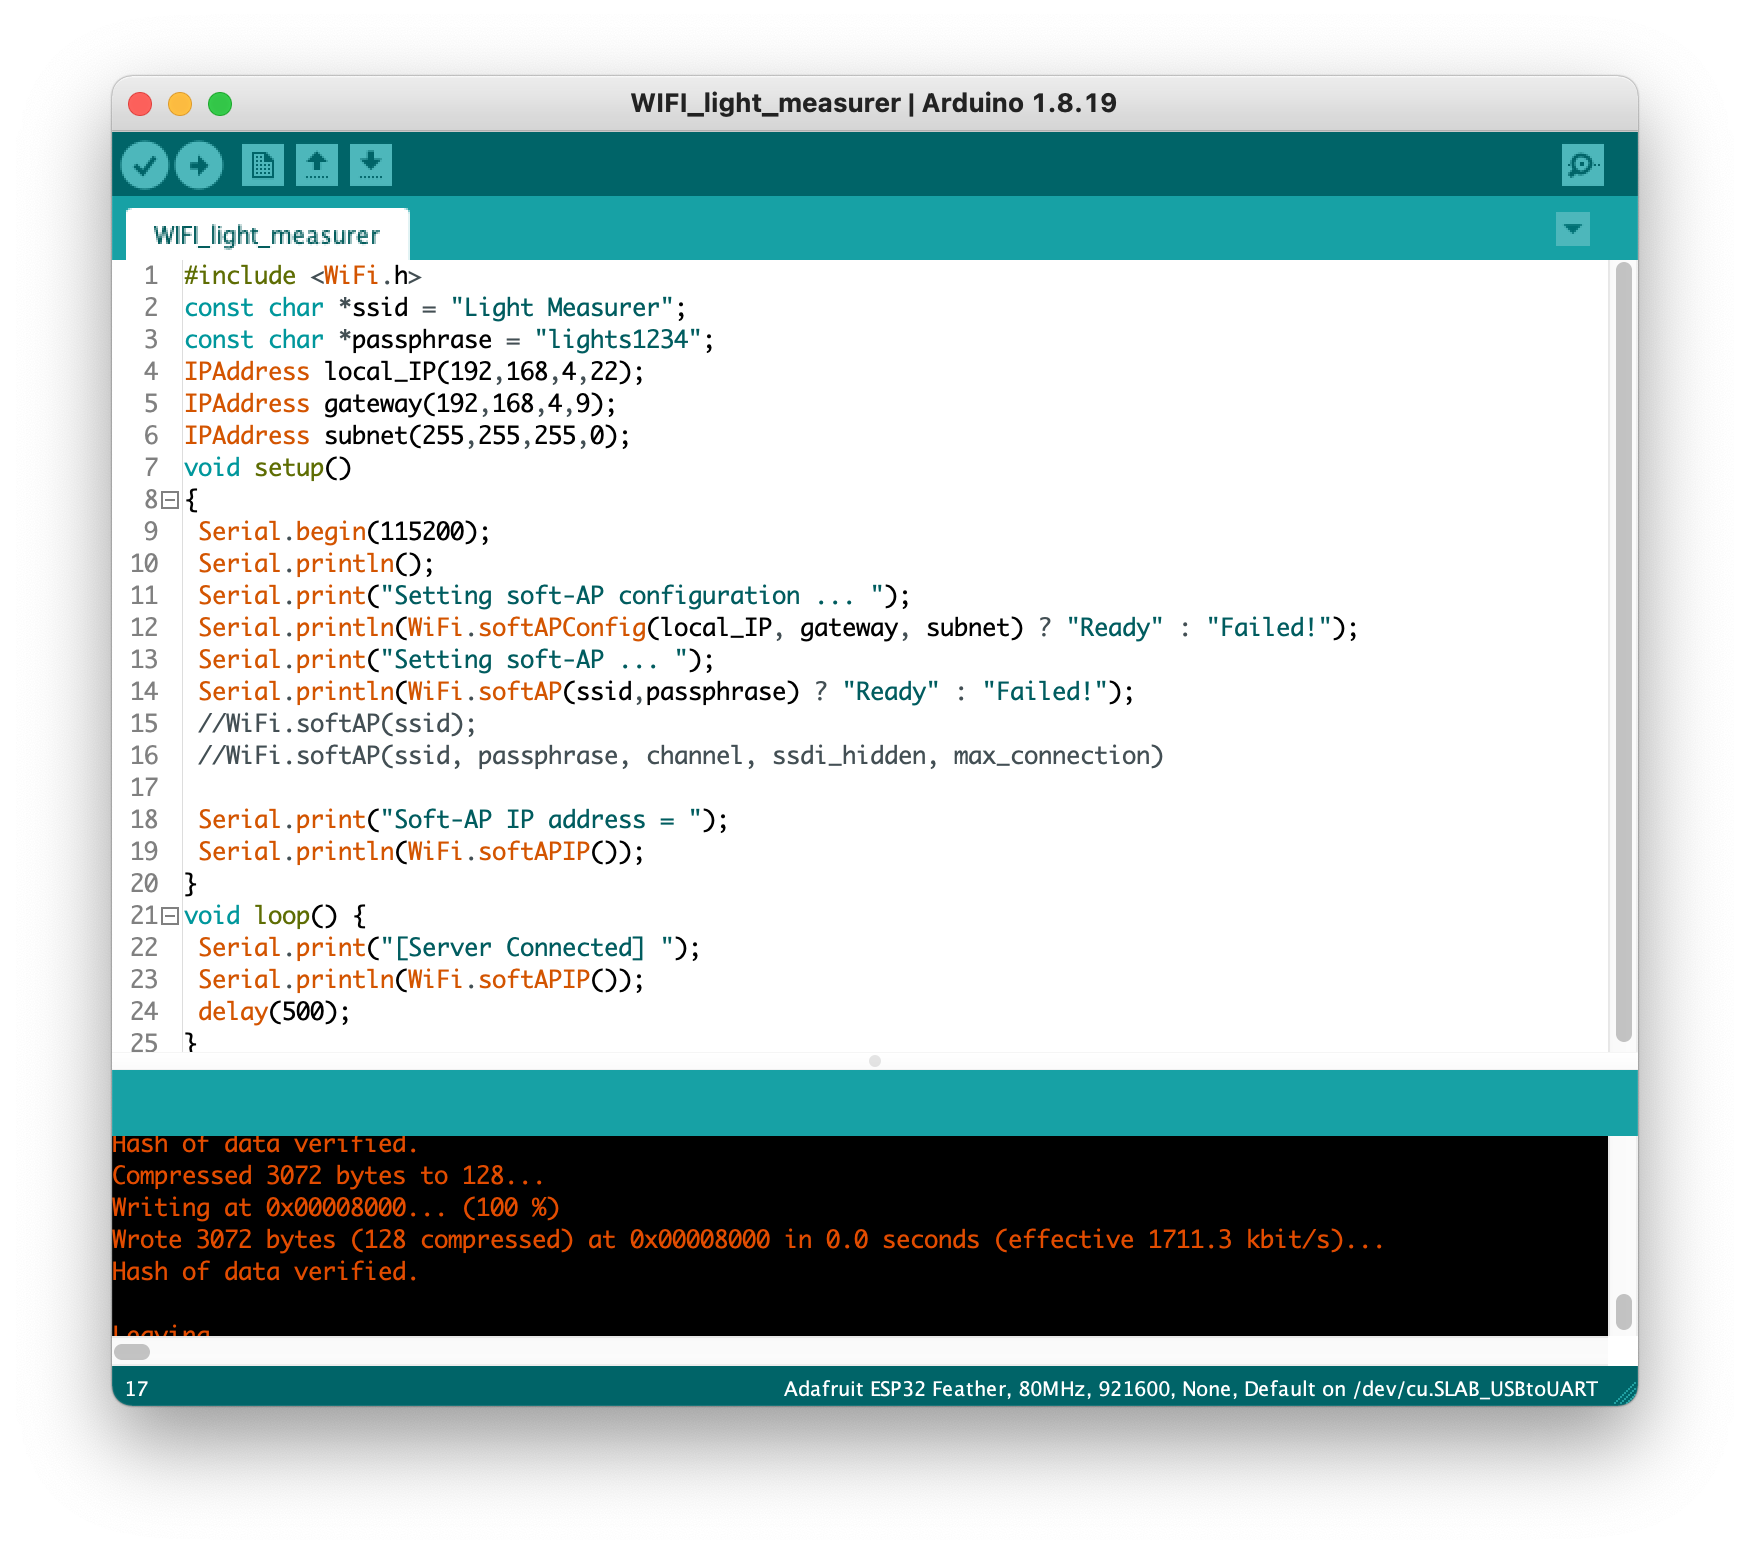 WIFI_light_measurer | Arduino 1.8.19
WIFI_light_measurer
1 #include <WiFi.h>
2 const char *ssid = "Light Measurer";
3 const char *passphrase = "lights1234";
4 IPAddress local_IP(192,168,4,22);
5 IPAddress gateway(192,168,4,9);
6 IPAddress subnet(255,255,255,0);
7 void setup()
8 {
9 Serial.begin(115200);
10 Serial.println();
11 Serial.print("Setting soft-AP configuration ... ");
12 Serial.println(WiFi.softAPConfig(local_IP, gateway, subnet) ? "Ready" : "Failed!");
13 Serial.print("Setting soft-AP ... ");
14 Serial.println(WiFi.softAP(ssid,passphrase) ? "Ready" : "Failed!");
15 //WiFi.softAP(ssid);
16 //WiFi.softAP(ssid, passphrase, channel, ssdi_hidden, max_connection)
17
18 Serial.print("Soft-AP IP address = ");
19 Serial.println(WiFi.softAPIP());
20 }
21 void loop() {
22 Serial.print("[Server Connected] ");
23 Serial.println(WiFi.softAPIP());
24 delay(500);
25 }
Hash of data verified.
Compressed 3072 bytes to 128...
Writing at 0x00008000... (100 %)
Wrote 3072 bytes (128 compressed) at 0x00008000 in 0.0 seconds (effective 1711.3 kbit/s)...
Hash of data verified.
Leaving
17 Adafruit ESP32 Feather, 80MHz, 921600, None, Default on /dev/cu.SLAB_USBtoUART